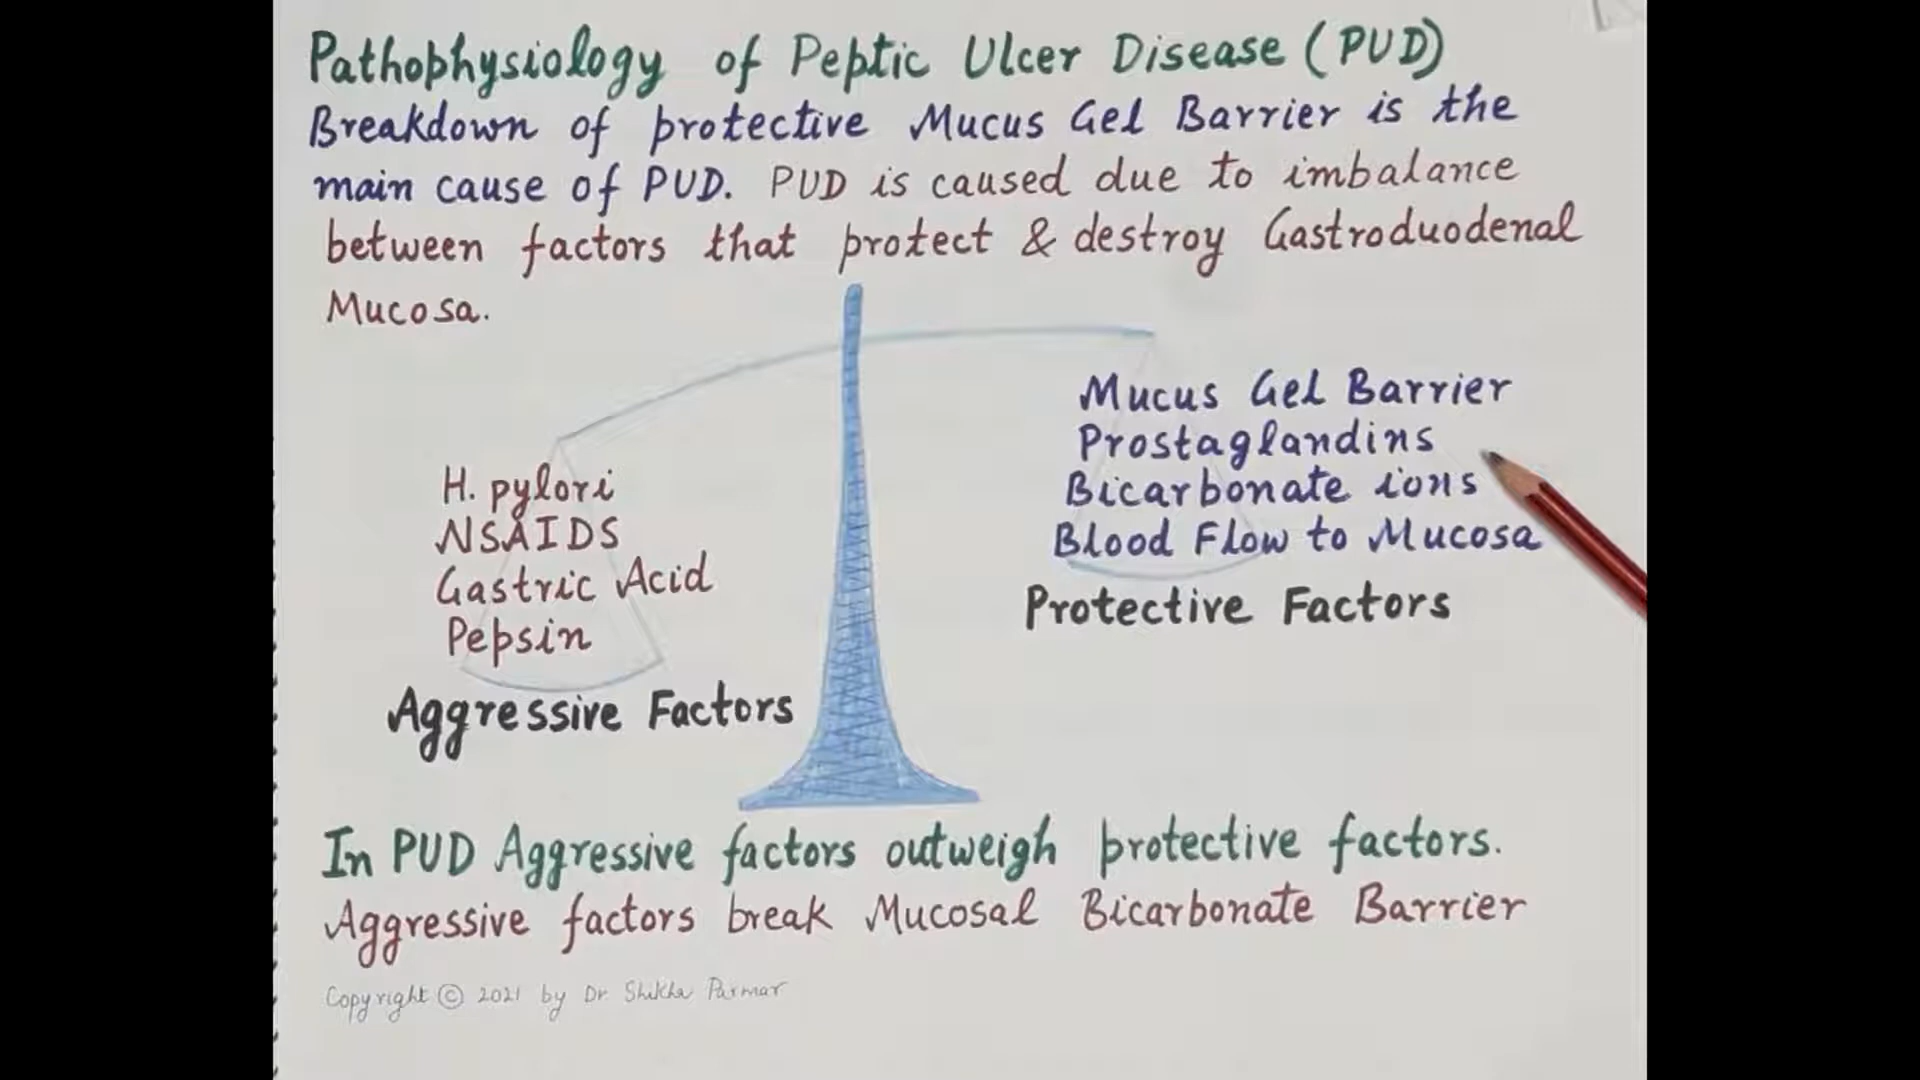 Pathophysiology of Peptic Ulcer Disease (PUD)
Breakdown of protective Mucus Gel Barrier is the
main cause of PUD. PUD is caused due to imbalance
between factors that protect & destroy Gastroduodenal
Mucosa.
H. pylori
NSAIDS
Gastric Acid
Pepsin
Aggressive Factors
Mucus Gel Barrier
Prostaglandins
Bicarbonate ions
Blood Flow to Mucosa
Protective Factors
In PUD Aggressive factors outweigh protective factors.
Aggressive factors break Mucosal Bicarbonate Barrier
Copyright © 2021 by Dr Shikha Parmar